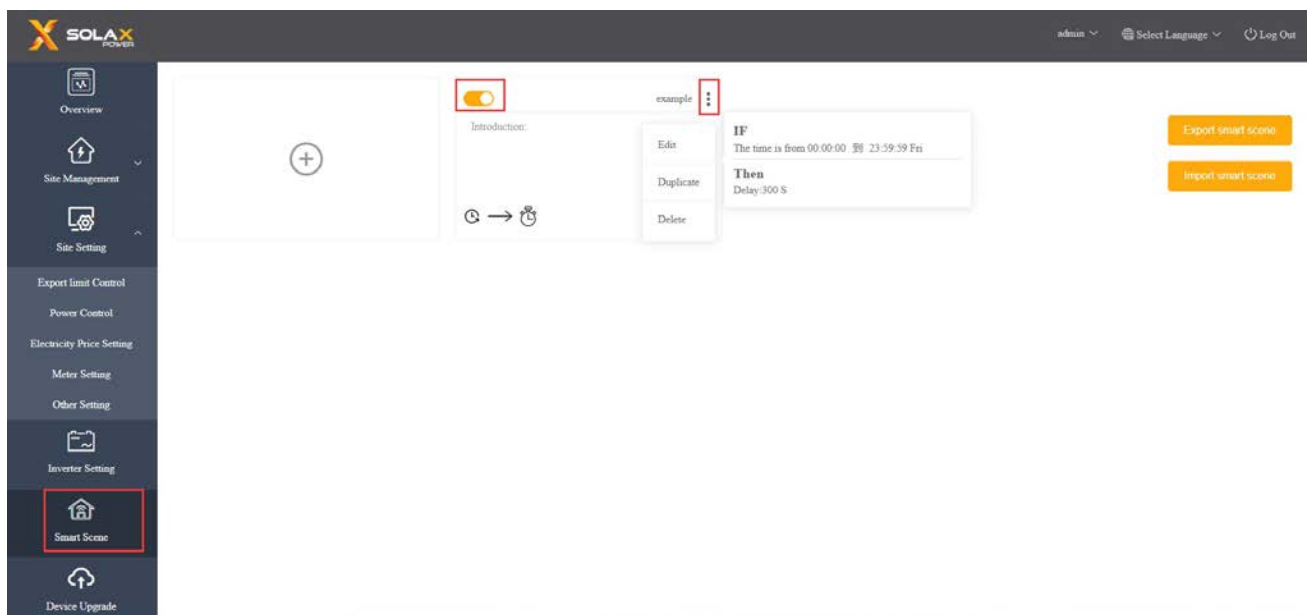 SOLAX
POWER
admin
Select Language
Log Out
Overview
Site Management
Site Setting
Export limit Control
Power Control
Electricity Price Setting
Meter Setting
Other Setting
Inverter Setting
Smart Scene
Device Upgrade
example
Introduction:
Edit
Duplicate
Delete
IF
The time is from 00:00:00 到 23:59:59 Fri
Then
Delay:300 S
Export smart scene
Import smart scene